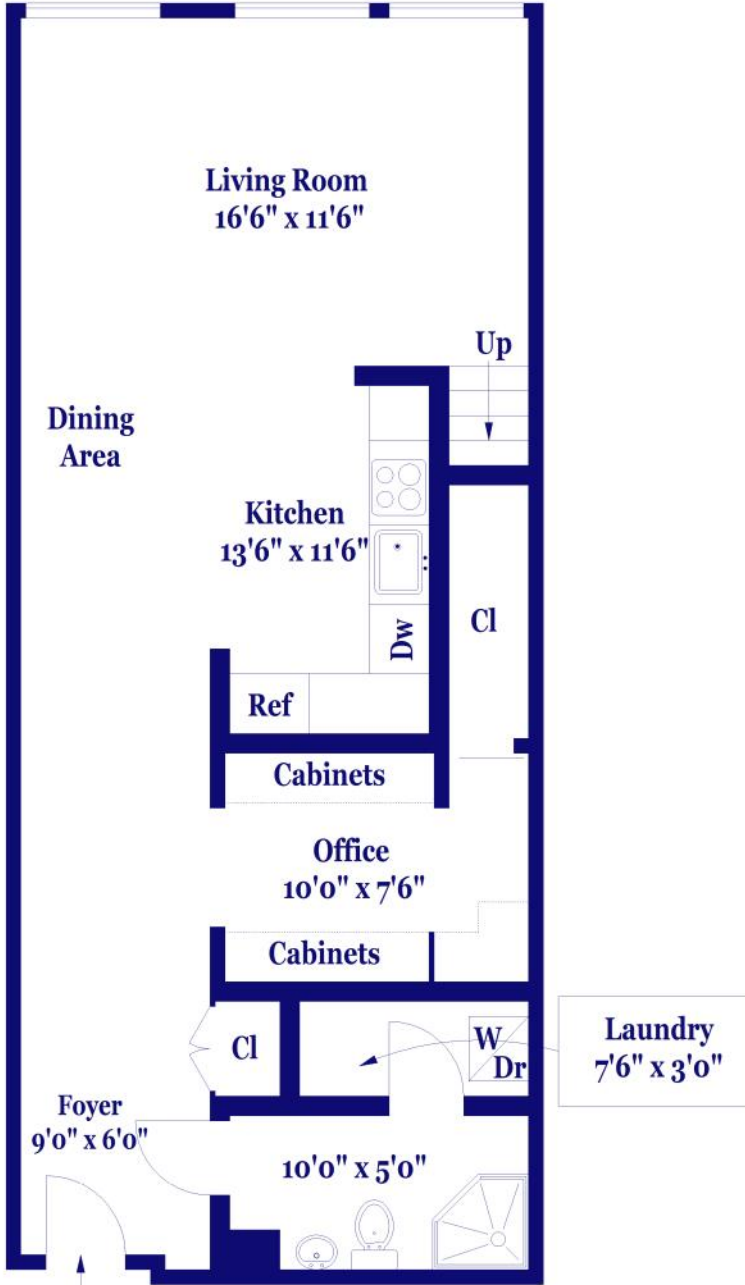 Living Room
16'6" x 11'6"
Up
Dining
Area
Kitchen
13'6" x 11'6"
Cl
Dw
Ref
Cabinets
Office
10'0" x 7'6"
Cabinets
Cl
W
Dr
Laundry
7'6" x 3'0"
Foyer
9'0" x 6'0"
10'0" x 5'0"